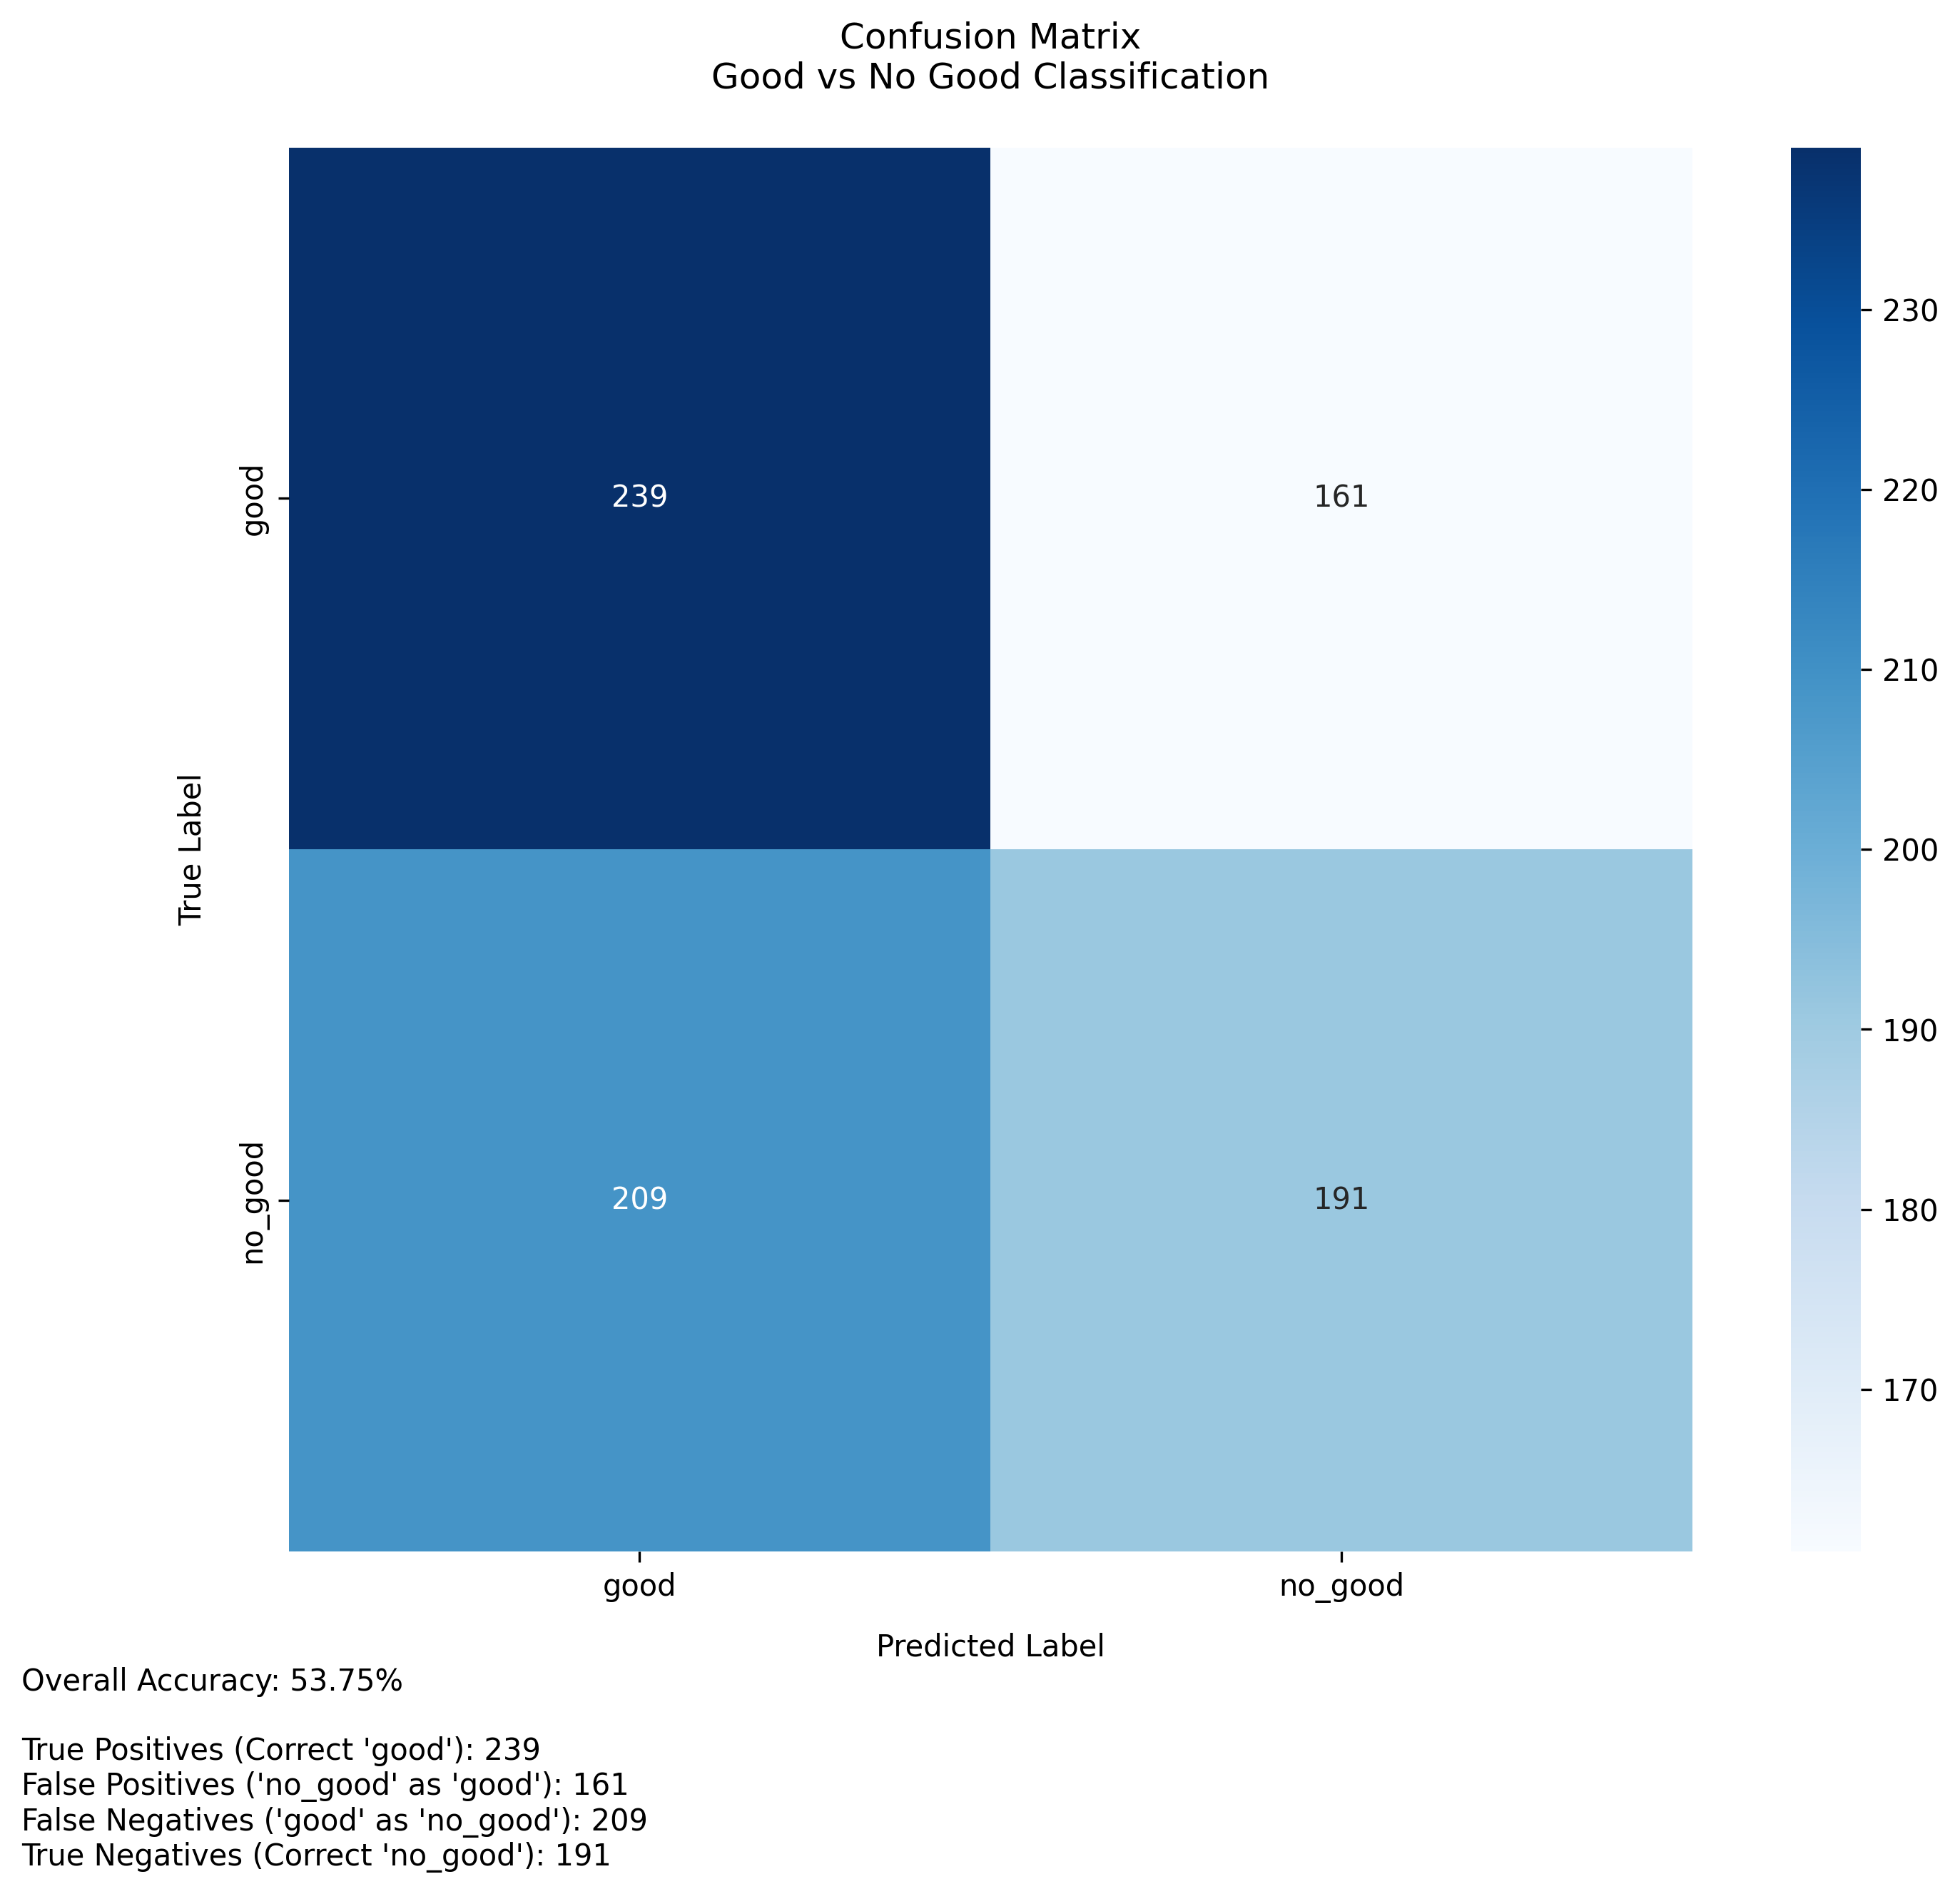 Confusion Matrix
Good vs No Good Classification
good
239
161
230
220
210
200
190
180
170
True Label
no_good
209
191
good
no_good
Predicted Label
Overall Accuracy: 53.75%
True Positives (Correct 'good'): 239
False Positives ('no_good' as 'good'): 161
False Negatives ('good' as 'no_good'): 209
True Negatives (Correct 'no_good'): 191